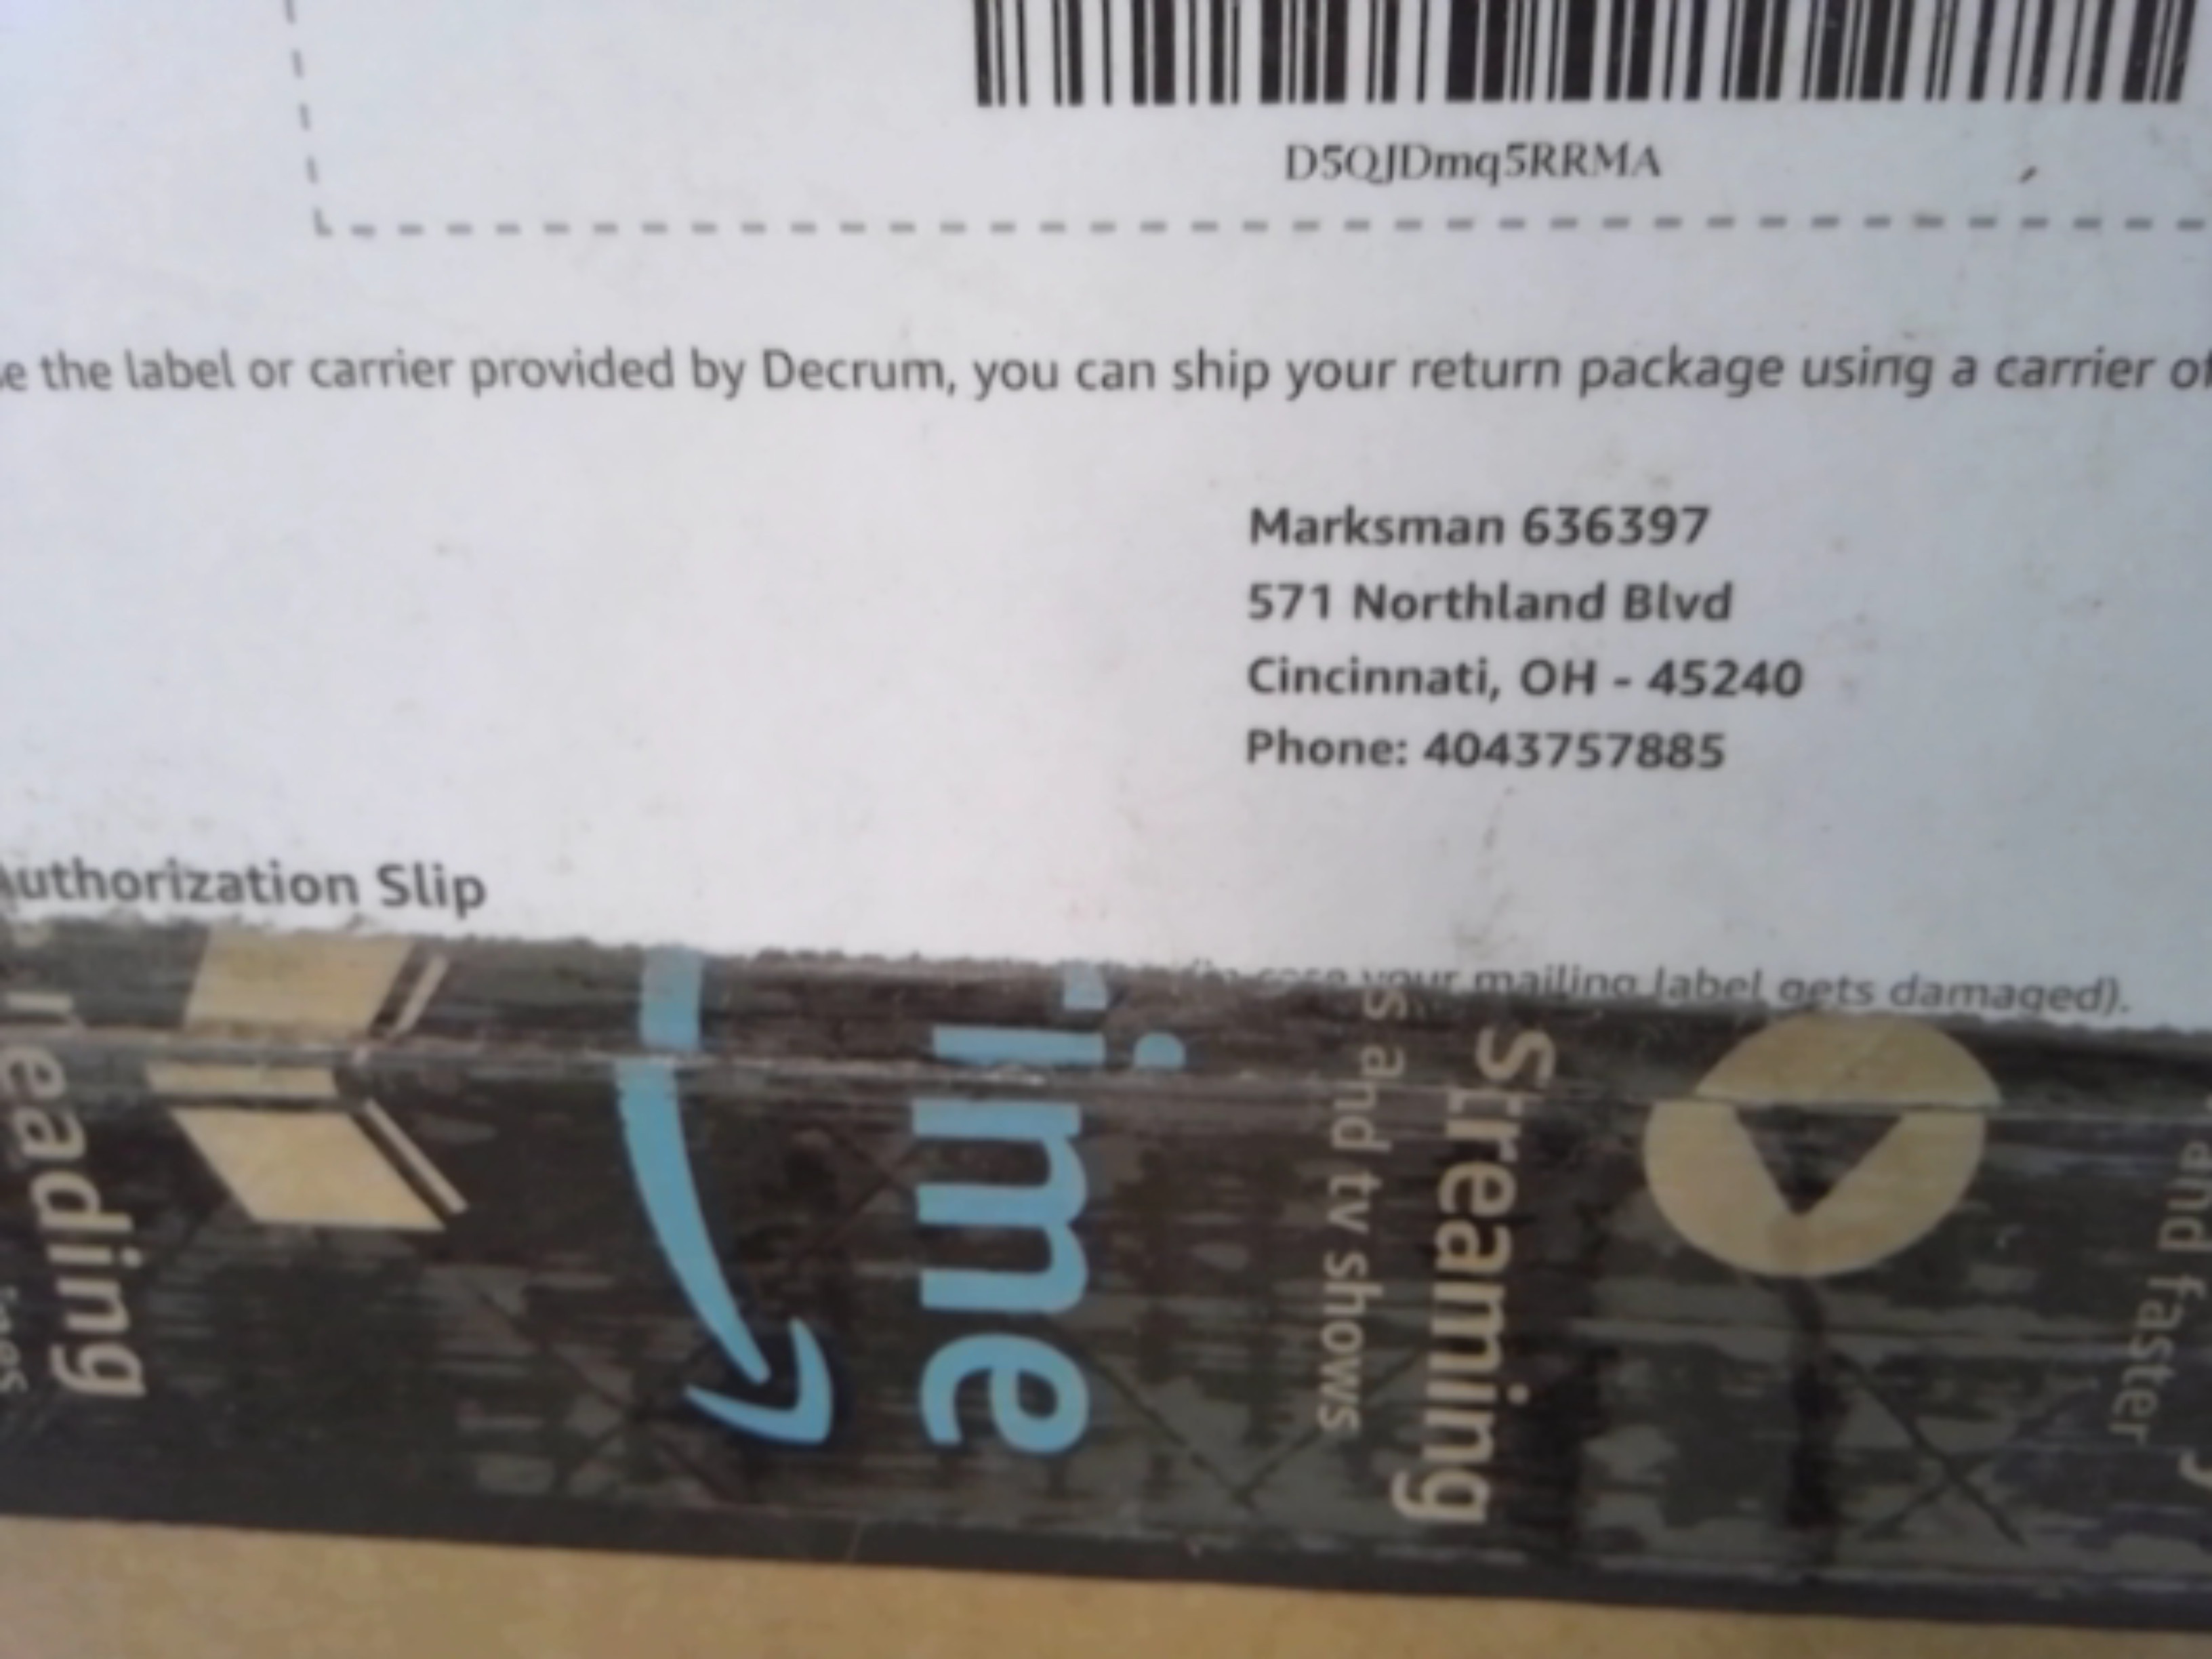 D5QJDmq5RRMA
e the label or carrier provided by Decrum, you can ship your return package using a carrier of
Marksman 636397
571 Northland Blvd
Cincinnati, OH - 45240
Phone: 4043757885
Authorization Slip
(in case your mailing label gets damaged).
reading
ime
Streaming
s and tv shows
and faster